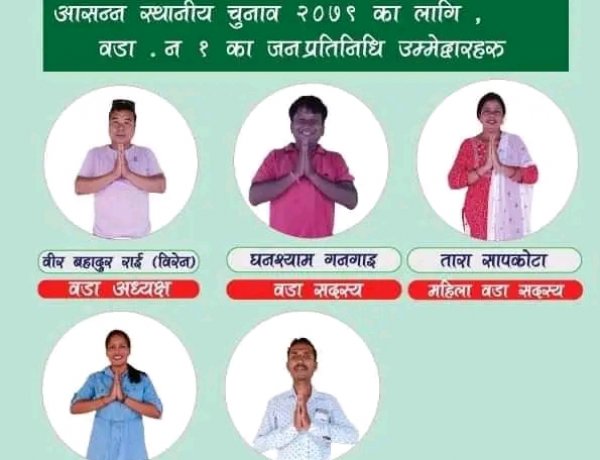 आसन्न स्थानीय चुनाव २०७९ का लागि ,
वडा . न १ का जनप्रतिनिधि उम्मेद्वारहरु
वीर बहादुर राई (विरेन)
घनश्याम गनगाइ
तारा सापकोटा
वडा अध्यक्ष
वडा सदस्य
महिला वडा सदस्य